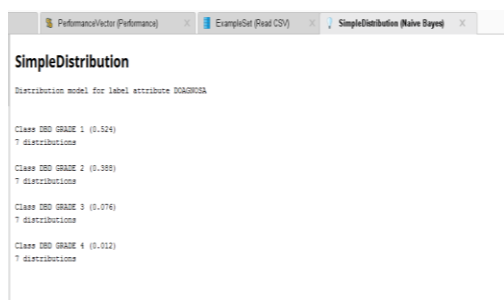 PerformanceVector (Performance)
ExampleSet (Read CSV)
SimpleDistribution (Naive Bayes)
SimpleDistribution
Distribution model for label attribute DOAGNOSA
Class DBD GRADE 1 (0.524)
7 distributions
Class DBD GRADE 2 (0.388)
7 distributions
Class DBD GRADE 3 (0.076)
7 distributions
Class DBD GRADE 4 (0.012)
7 distributions